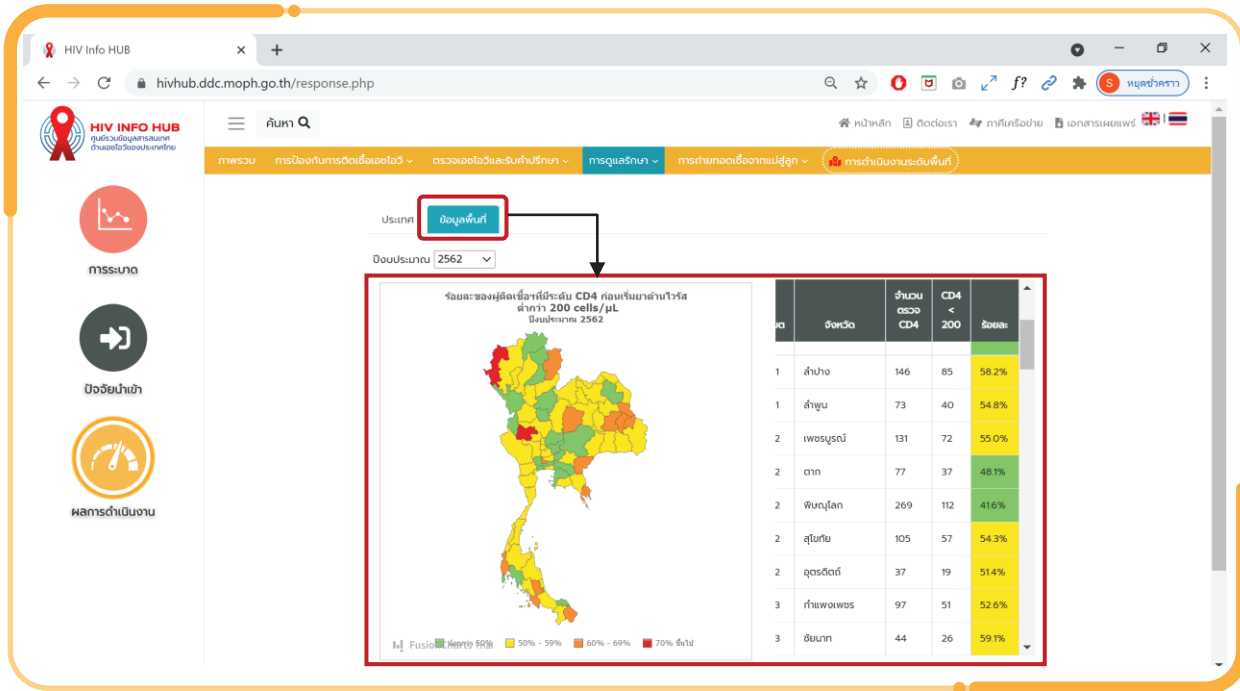 HIV Info HUB
hivhub.ddc.moph.go.th/response.php
หยุดชั่วคราว
HIV INFO HUB
ศูนย์รวมข้อมูลสารสนเทศ
ด้านเอชไอวีของประเทศไทย
ค้นหา
หน้าหลัก ติดต่อเรา ภาคีเครือข่าย เอกสารเผยแพร่
ภาพรวม การป้องกันการติดเชื้อเอชไอวี ตรวจเอชไอวีและรับคำปรึกษา การดูแลรักษา การถ่ายทอดเชื้อจากแม่สู่ลูก การดำเนินงานระดับพื้นที่
การระบาด
ปัจจัยนำเข้า
ผลการดำเนินงาน
ประเทศ ข้อมูลพื้นที่
ปีงบประมาณ 2562
ร้อยละของผู้ติดเชื้อฯที่มีระดับ CD4 ก่อนเริ่มยาต้านไวรัส
ต่ำกว่า 200 cells/µL
ปีงบประมาณ 2562
50% - 59% 60% - 69% 70% ขึ้นไป
จังหวัด จำนวนตรวจ CD4 CD4 < 200 ร้อยละ
1 ลำปาง 146 85 58.2%
1 ลำพูน 73 40 54.8%
2 เพชรบูรณ์ 131 72 55.0%
2 ตาก 77 37 48.1%
2 พิษณุโลก 269 112 41.6%
2 สุโขทัย 105 57 54.3%
2 อุตรดิตถ์ 37 19 51.4%
3 กำแพงเพชร 97 51 52.6%
3 ชัยนาท 44 26 59.1%